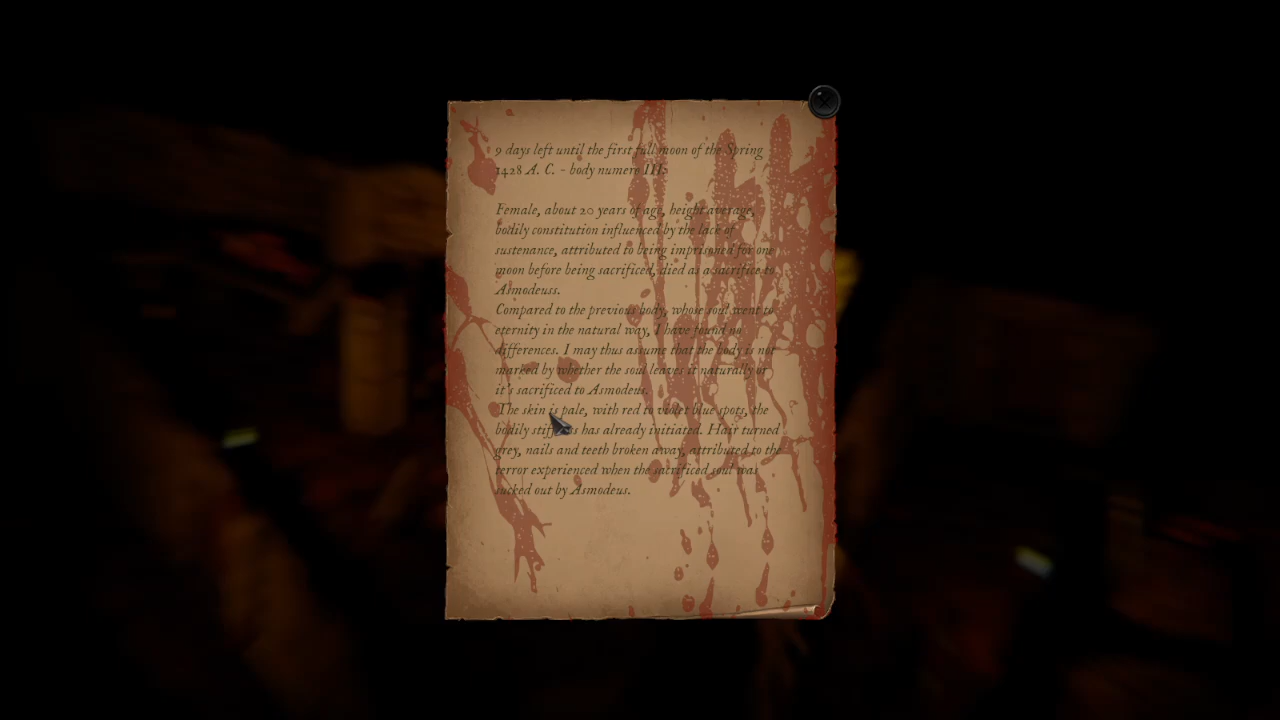 9 days left until the first full moon of the Spring
1428 A. C. - body numero III:
Female, about 20 years of age, height average,
bodily constitution influenced by the lack of
sustenance, attributed to being imprisoned for one
moon before being sacrificed, died as a sacrifice to
Asmodeuss.
Compared to the previous body, whose soul went to
eternity in the natural way, I have found no
differences. I may thus assume that the body is not
marked by whether the soul leaves it naturally or
it's sacrificed to Asmodeus.
The skin is pale, with red to violet blue spots, the
bodily stiffness has already initiated. Hair turned
grey, nails and teeth broken away, attributed to the
terror experienced when the sacrificed soul was
sucked out by Asmodeus.